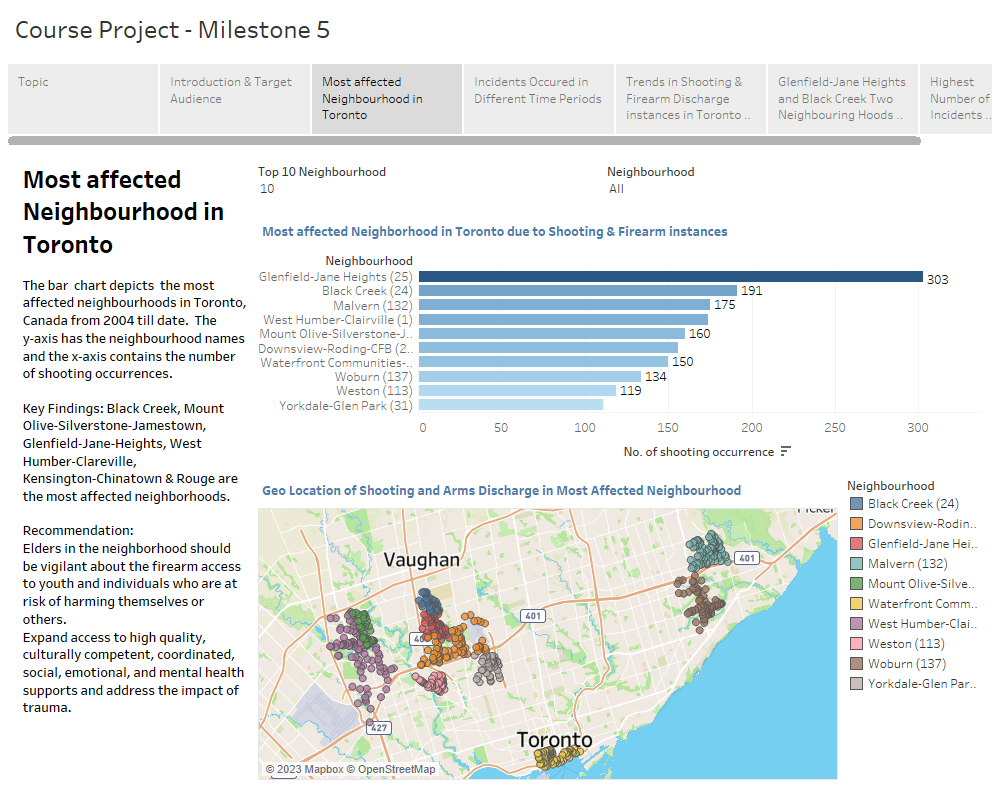 Course Project - Milestone 5
Topic
Introduction & Target
Audience
Most affected
Neighbourhood in
Toronto
Incidents Occured in
Different Time Periods
Trends in Shooting &
Firearm Discharge
instances in Toronto ..
Glenfield-Jane Heights
and Black Creek Two
Neighbouring Hoods ..
Highest
Number of
Incidents ..
Most affected
Neighbourhood in
Toronto
The bar  chart depicts  the most
affected neighbourhoods in Toronto,
Canada from 2004 till date.  The
y-axis has the neighbourhood names
and the x-axis contains the number
of shooting occurrences.
Key Findings: Black Creek, Mount
Olive-Silverstone-Jamestown,
Glenfield-Jane-Heights, West
Humber-Clareville,
Kensington-Chinatown & Rouge are
the most affected neighborhoods.
Recommendation:
Elders in the neighborhood should
be vigilant about the firearm access
to youth and individuals who are at
risk of harming themselves or
others.
Expand access to high quality,
culturally competent, coordinated,
social, emotional, and mental health
supports and address the impact of
trauma.
Top 10 Neighbourhood
10
Neighbourhood
All
Most affected Neighborhood in Toronto due to Shooting & Firearm instances
Neighbourhood
Glenfield-Jane Heights (25) 303
Black Creek (24) 191
Malvern (132) 175
West Humber-Clairville (1)
Mount Olive-Silverstone-J.. 160
Downsview-Roding-CFB (2..
Waterfront Communities-.. 150
Woburn (137) 134
Weston (113) 119
Yorkdale-Glen Park (31)
0 50 100 150 200 250 300
No. of shooting occurrence
Geo Location of Shooting and Arms Discharge in Most Affected Neighbourhood
Vaughan
401
401
427
Toronto
© 2023 Mapbox © OpenStreetMap
Neighbourhood
Black Creek (24)
Downsview-Rodin..
Glenfield-Jane Hei..
Malvern (132)
Mount Olive-Silve..
Waterfront Comm..
West Humber-Clai..
Weston (113)
Woburn (137)
Yorkdale-Glen Par..